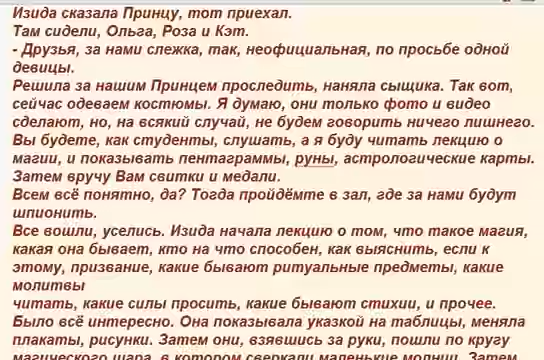 Изида сказала Принцу, тот приехал.
Там сидели, Ольга, Роза и Кэт.
- Друзья, за нами слежка, так, неофициальная, по просьбе одной
девицы.
Решила за нашим Принцем проследить, наняла сыщика. Так вот,
сейчас одеваем костюмы. Я думаю, они только фото и видео
сделают, но, на всякий случай, не будем говорить ничего лишнего.
Вы будете, как студенты, слушать, а я буду читать лекцию о
магии, и показывать пентаграммы, руны, астрологические карты.
Затем вручу Вам свитки и медали.
Всем всё понятно, да? Тогда пройдёмте в зал, где за нами будут
шпионить.
Все вошли, уселись. Изида начала лекцию о том, что такое магия,
какая она бывает, кто на что способен, как выяснить, если к
этому, призвание, какие бывают ритуальные предметы, какие
молитвы
читать, какие силы просить, какие бывают стихии, и прочее.
Было всё интересно. Она показывала указкой на таблицы, меняла
плакаты, рисунки. Затем они, взявшись за руки, пошли по кругу
магического шара, в котором сверкали маленькие молнии. Затем